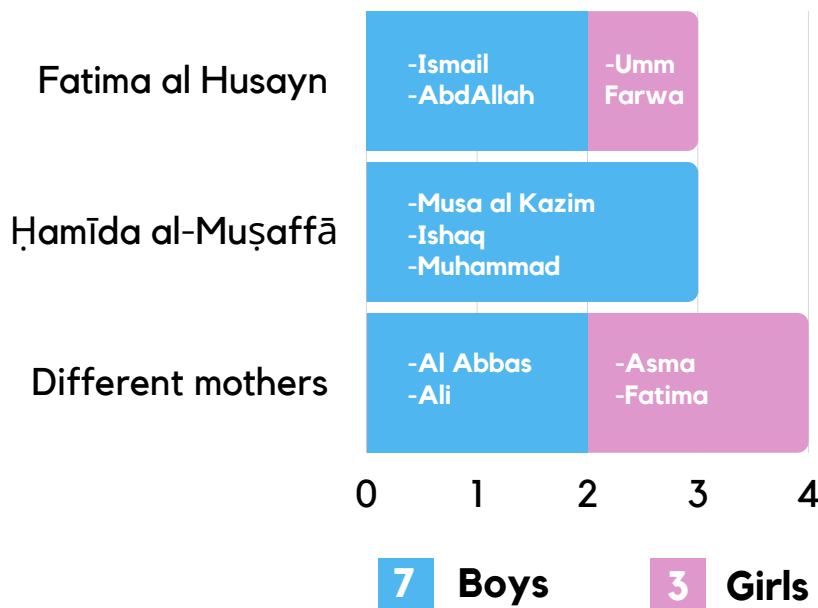 Fatima al Husayn
-Ismail
-AbdAllah
-Umm
Farwa
Ḥamīda al-Muṣaffā
-Musa al Kazim
-Ishaq
-Muhammad
Different mothers
-Al Abbas
-Ali
-Asma
-Fatima
0 1 2 3 4
7 Boys 3 Girls